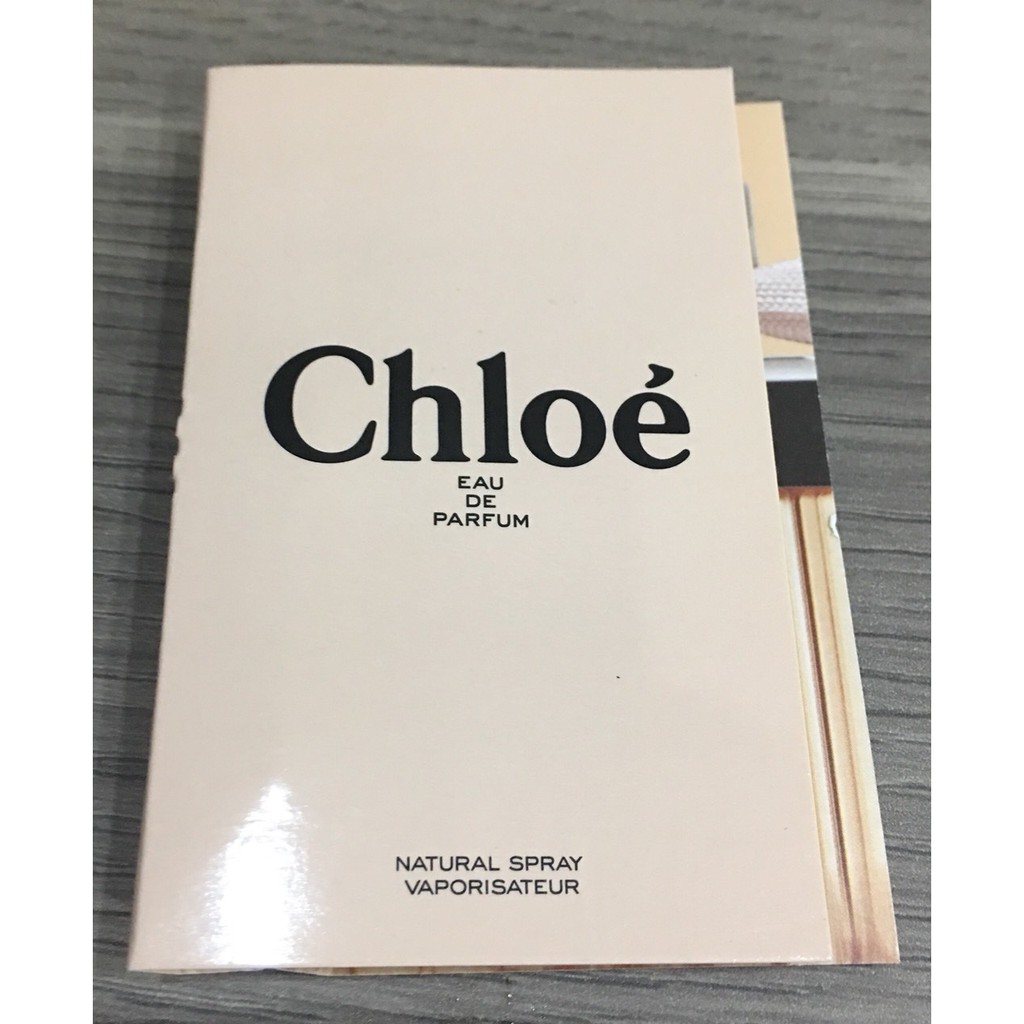 Chloé
EAU
DE
PARFUM
NATURAL SPRAY
VAPORISATEUR